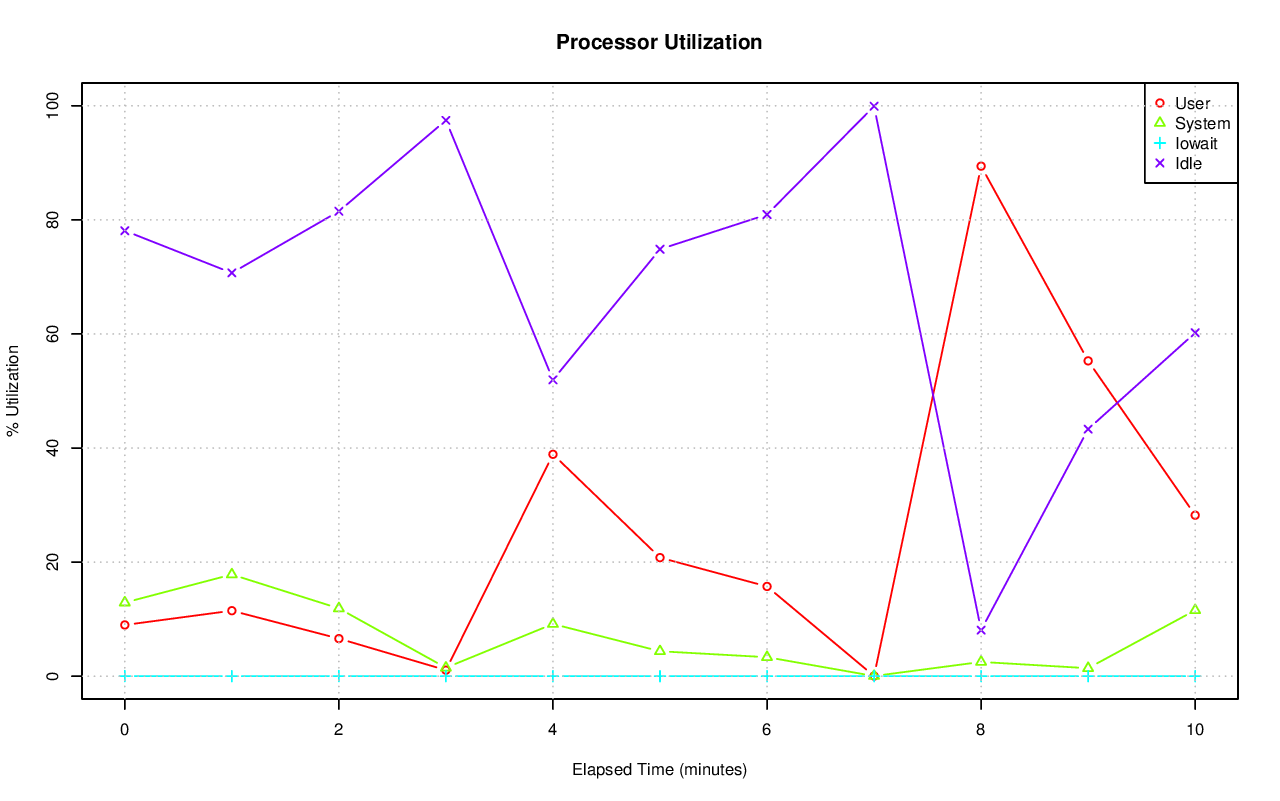 Processor Utilization
User
System
Iowait
Idle
% Utilization
100
80
60
40
20
0
0 2 4 6 8 10
Elapsed Time (minutes)